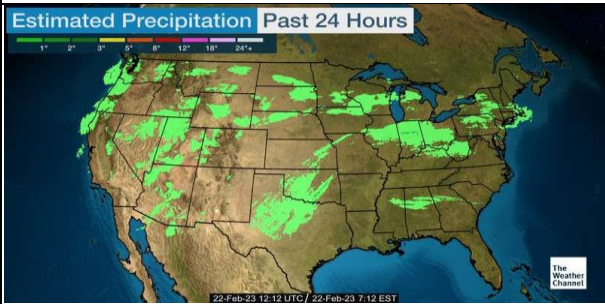 Estimated Precipitation Past 24 Hours
1" 2" 3" 5" 8" 12" 18" 24"+
The
Weather
Channel
22-Feb-23 12:12 UTC / 22-Feb-23 7:12 EST